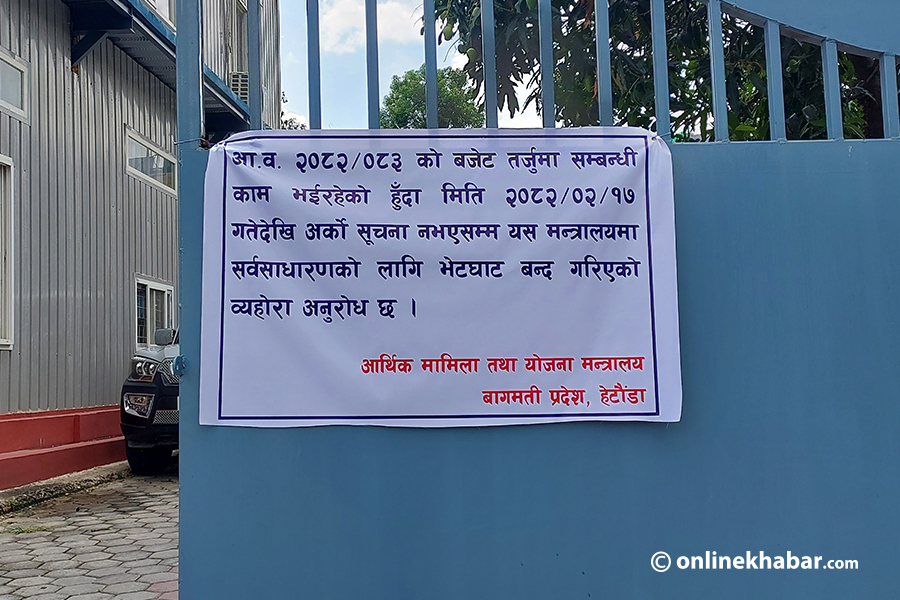 आ.व. २०८२/०८३ को बजेट तर्जुमा सम्बन्धी
काम भईरहेको हुँदा मिति २०८२/०२/१७
गतेदेखि अर्को सूचना नभएसम्म यस मन्त्रालयमा
सर्वसाधारणको लागि भेटघाट बन्द गरिएको
व्यहोरा अनुरोध छ ।
आर्थिक मामिला तथा योजना मन्त्रालय
बागमती प्रदेश, हेटौंडा
© onlinekhabar.com